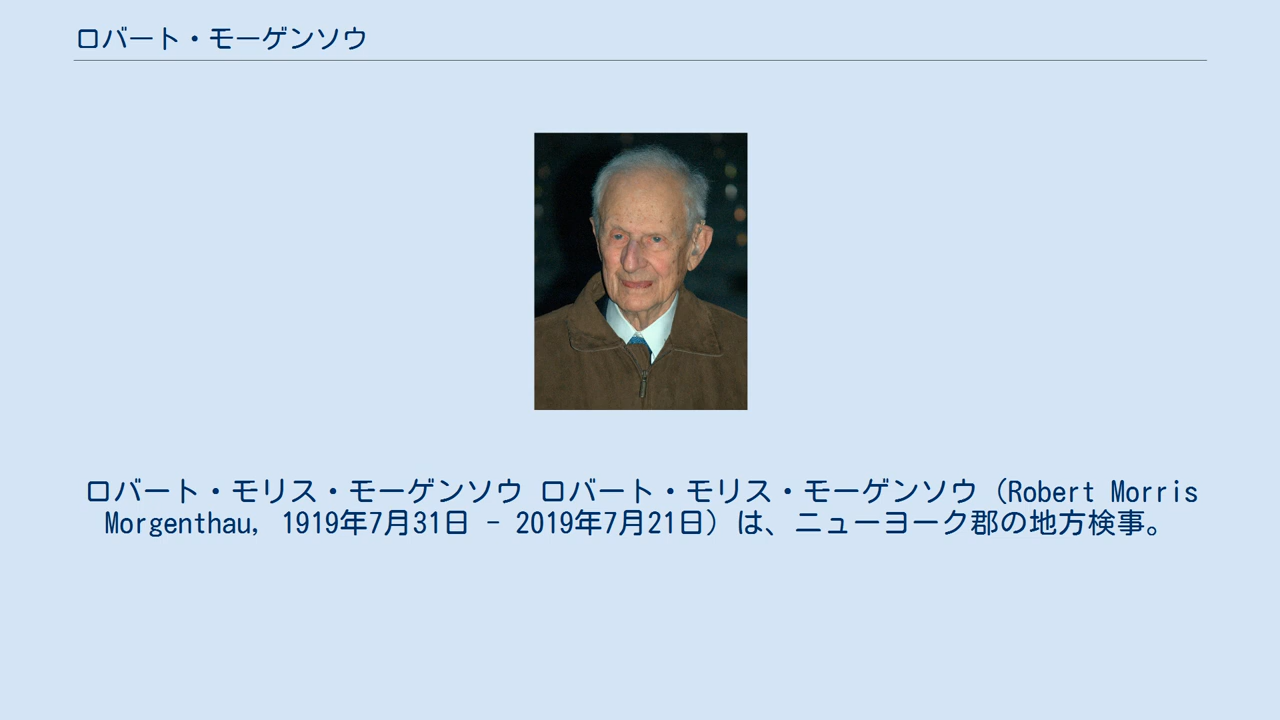 ロバート・モーゲンソウ
ロバート・モリス・モーゲンソウ ロバート・モリス・モーゲンソウ（Robert Morris
Morgenthau, 1919年7月31日 - 2019年7月21日）は、ニューヨーク郡の地方検事。